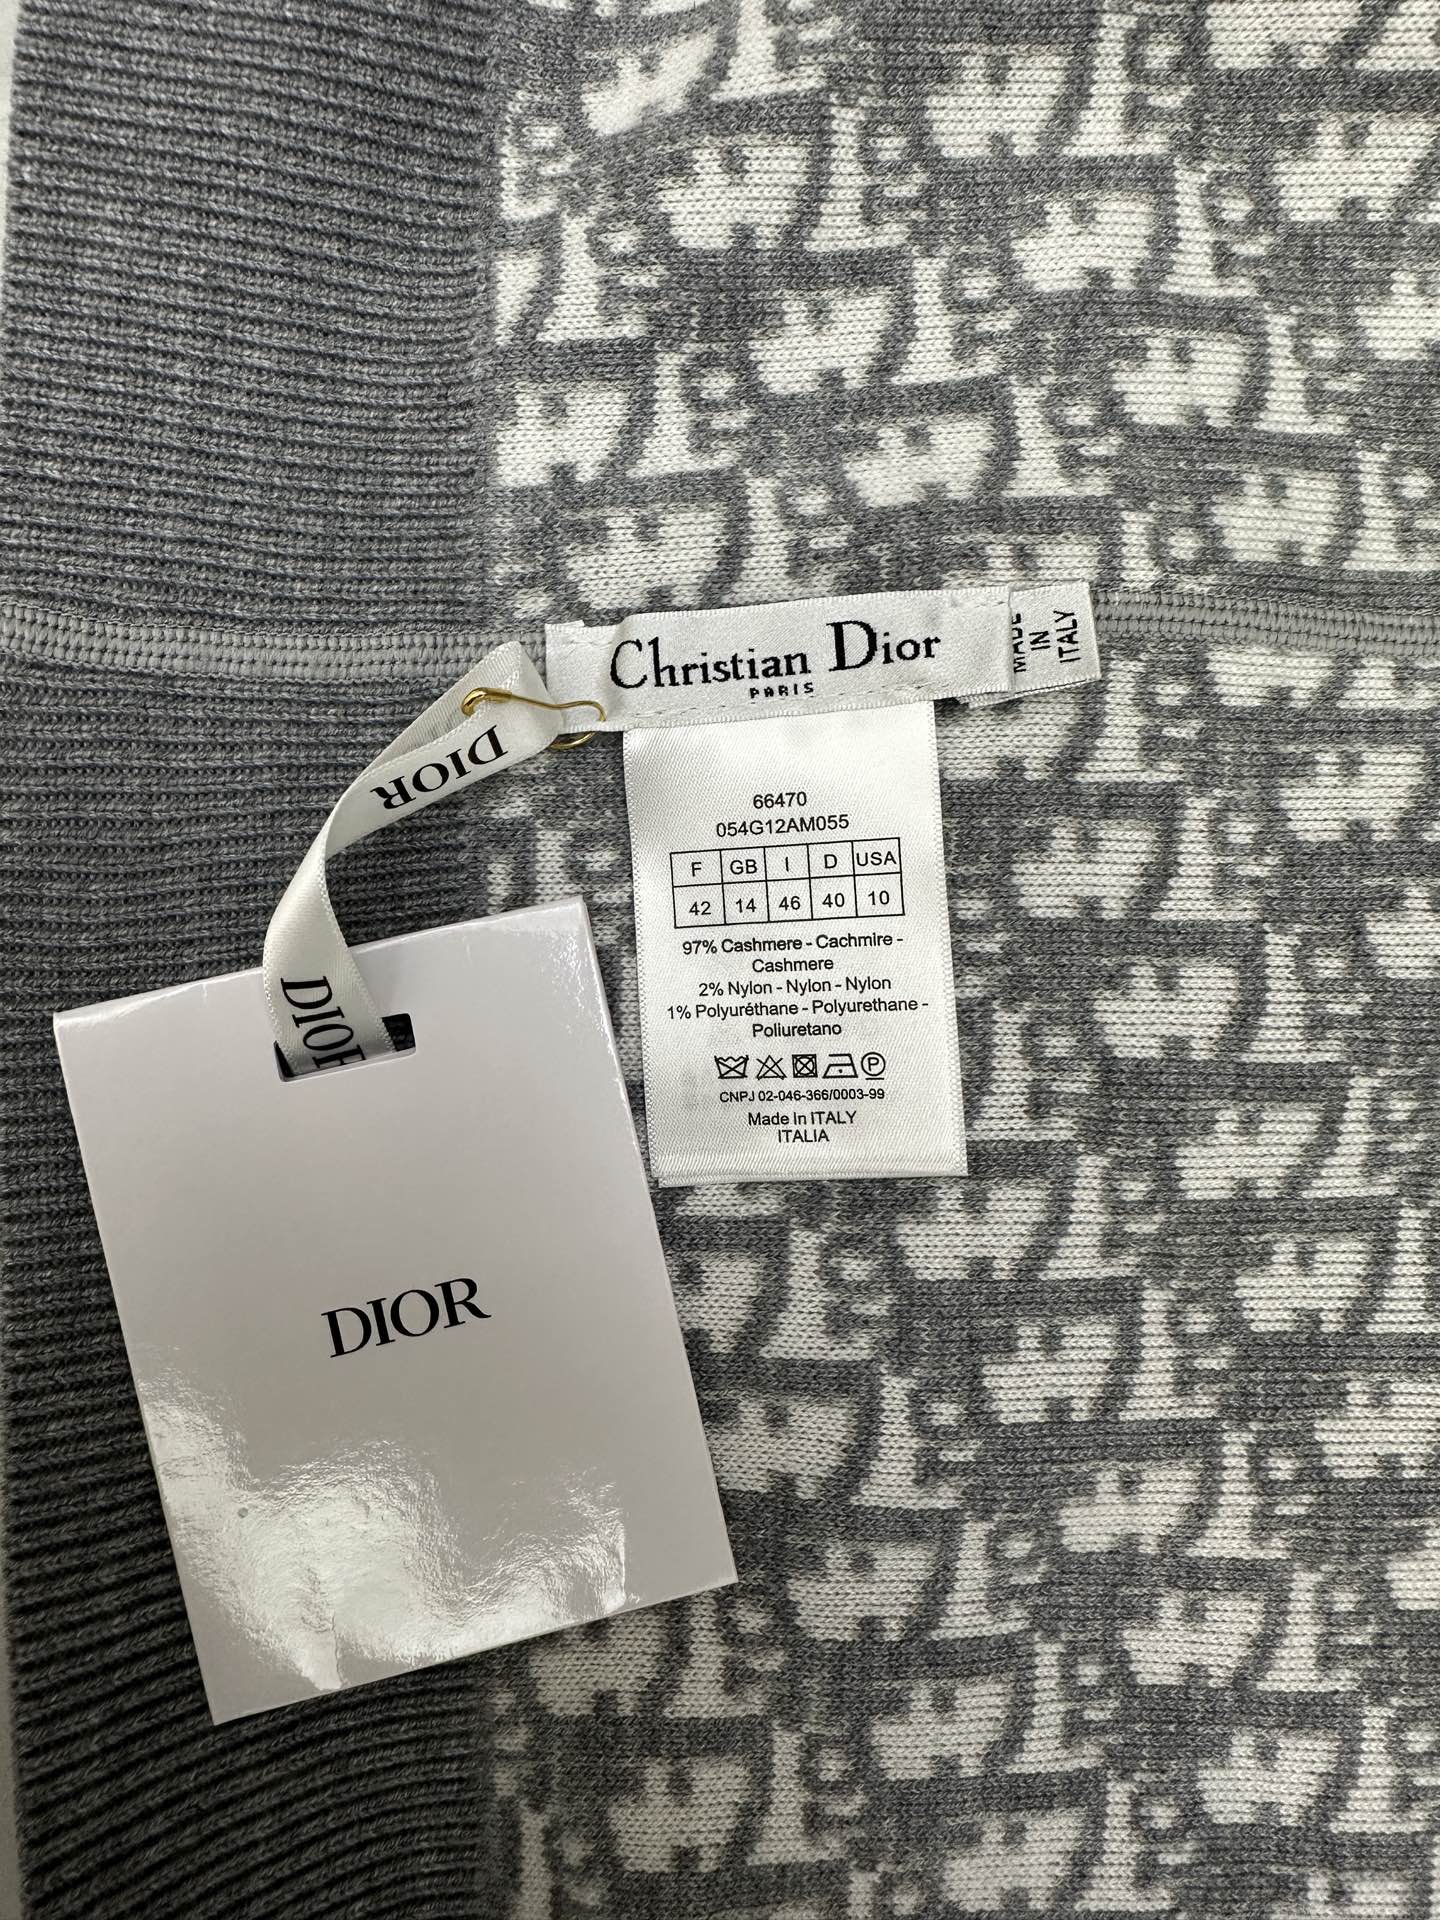 Christian Dior
PARIS
MADE
IN
ITALY
DIOR
DIOR
66470
054G12AM055
F GB I D USA
42 14 46 40 10
97% Cashmere - Cachmire -
Cashmere
2% Nylon - Nylon - Nylon
1% Polyuréthane - Polyurethane -
Poliuretano
P
CNPJ 02-046-366/0003-99
Made In ITALY
ITALIA
DIOR